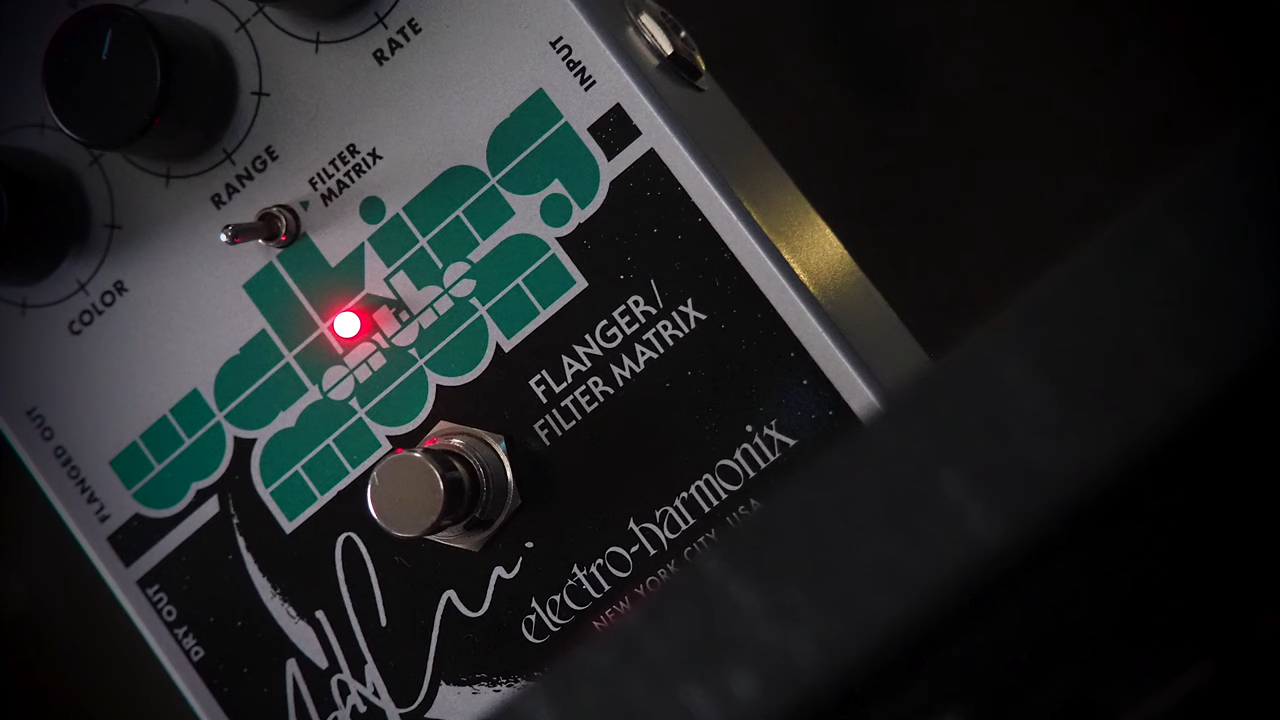 RATE
INPUT
RANGE
FILTER
MATRIX
COLOR
walking
on the
moon
FLANGER/
FILTER MATRIX
FLANGED OUT
DRY OUT
electro-harmonix
NEW YORK CITY, USA